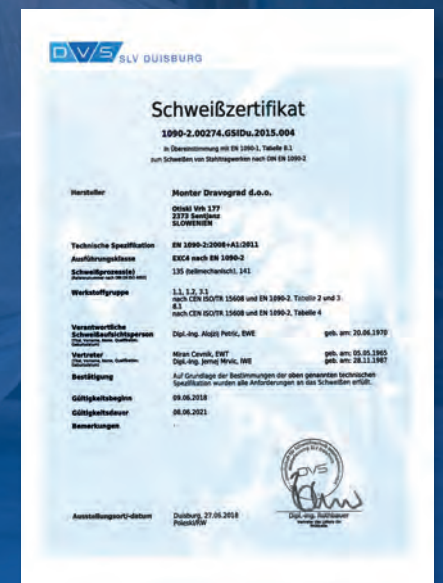 DVS SLV DUISBURG
Schweißzertifikat
1090-2.00274.GSIDu.2015.004
in Übereinstimmung mit EN 1090-1, Tabelle B.1
zum Schweißen von Stahltragwerken nach DIN EN 1090-2
Hersteller Monter Dravograd d.o.o.
Otiski Vrh 177
2373 Sentjanz
SLOWENIEN
Technische Spezifikation EN 1090-2:2008+A1:2011
Ausführungsklasse EXC4 nach EN 1090-2
Schweißprozess(e) 135 (teilmechanisch), 141
Werkstoffgruppe 1.1, 1.2, 3.1
nach CEN ISO/TR 15608 und EN 1090-2, Tabelle 2 und 3
8.1
nach CEN ISO/TR 15608 und EN 1090-2, Tabelle 4
Verantwortliche
Schweißaufsichtsperson Dipl.-Ing. Alojzij Petric, EWE geb. am: 20.06.1970
Vertreter Miran Cevnik, EWT geb. am: 05.05.1965
Dipl.-Ing. Jernej Mrvic, IWE geb. am: 28.11.1987
Bestätigung Auf Grundlage der Bestimmungen der oben genannten technischen
Spezifikation wurden alle Anforderungen an das Schweißen erfüllt.
Gültigkeitsbeginn 09.06.2018
Gültigkeitsdauer 08.06.2021
Bemerkungen
DVS
Ausstellungsort/-datum Duisburg, 27.05.2018
Poleski/RW
Dipl.-Ing. Rothbauer